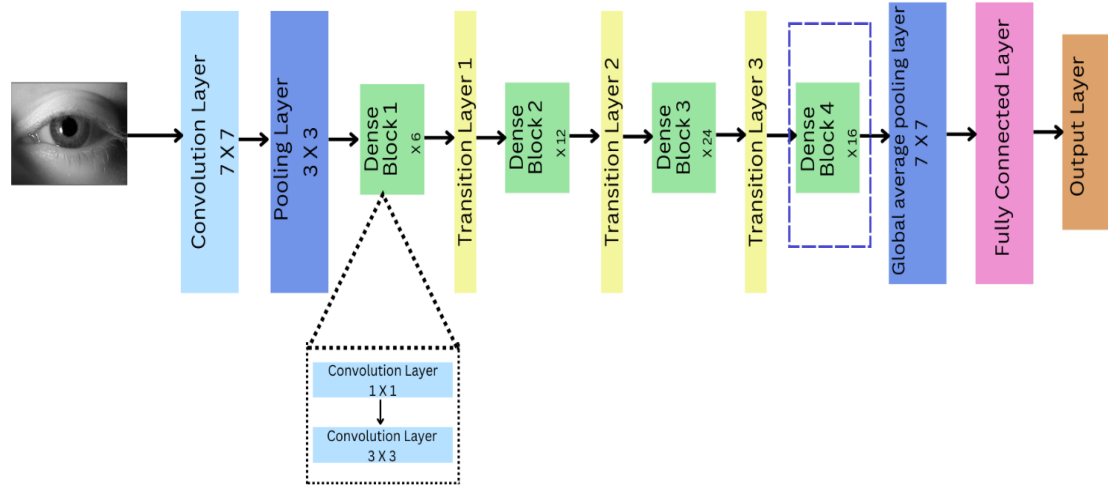 Convolution Layer
7 X 7
Pooling Layer
3 X 3
Dense
Block 1
x 6
Transition Layer 1
Dense
Block 2
x 12
Transition Layer 2
Dense
Block 3
x 24
Transition Layer 3
Dense
Block 4
x 16
Global average pooling layer
7 X 7
Fully Connected Layer
Output Layer
Convolution Layer
1 X 1
Convolution Layer
3 X 3